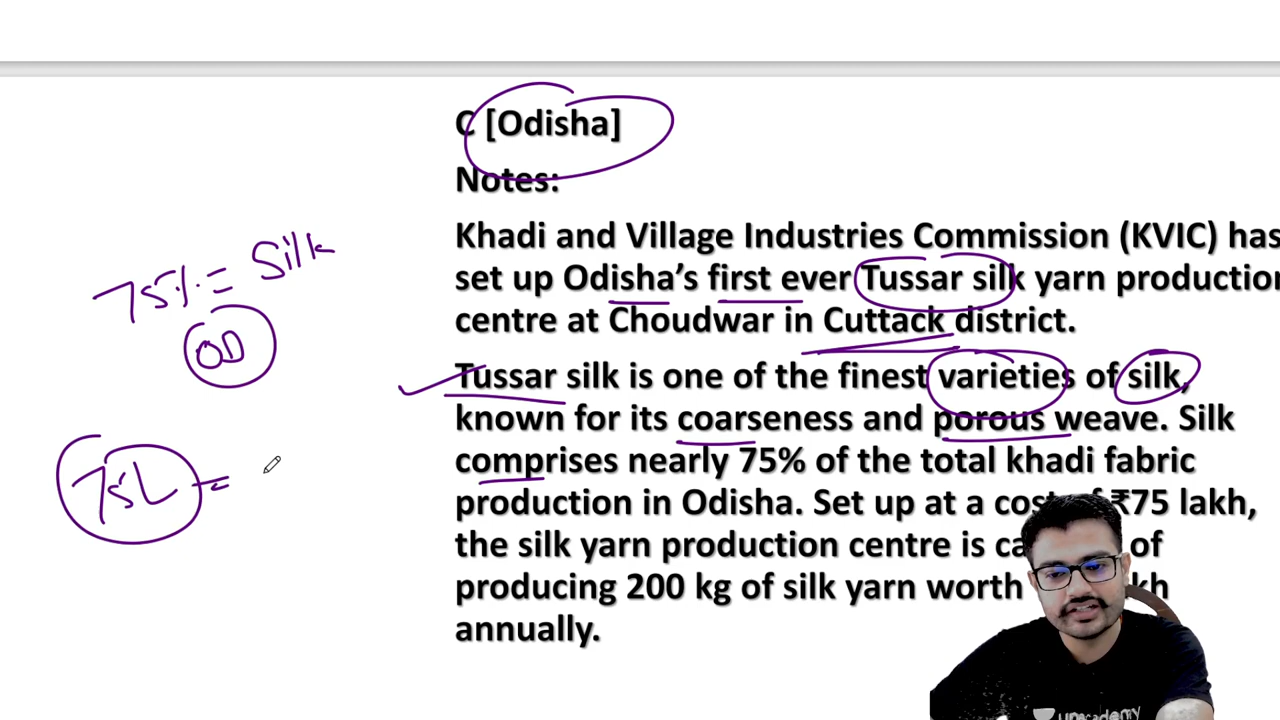 C [Odisha]
Notes:
Khadi and Village Industries Commission (KVIC) has
set up Odisha's first ever Tussar silk yarn production
centre at Choudwar in Cuttack district.
Tussar silk is one of the finest varieties of silk,
known for its coarseness and porous weave. Silk
comprises nearly 75% of the total khadi fabric
production in Odisha. Set up at a cost of ₹75 lakh,
the silk yarn production centre is of
producing 200 kg of silk yarn worth
annually.
75% = Silk
OD
75L =
unacademy